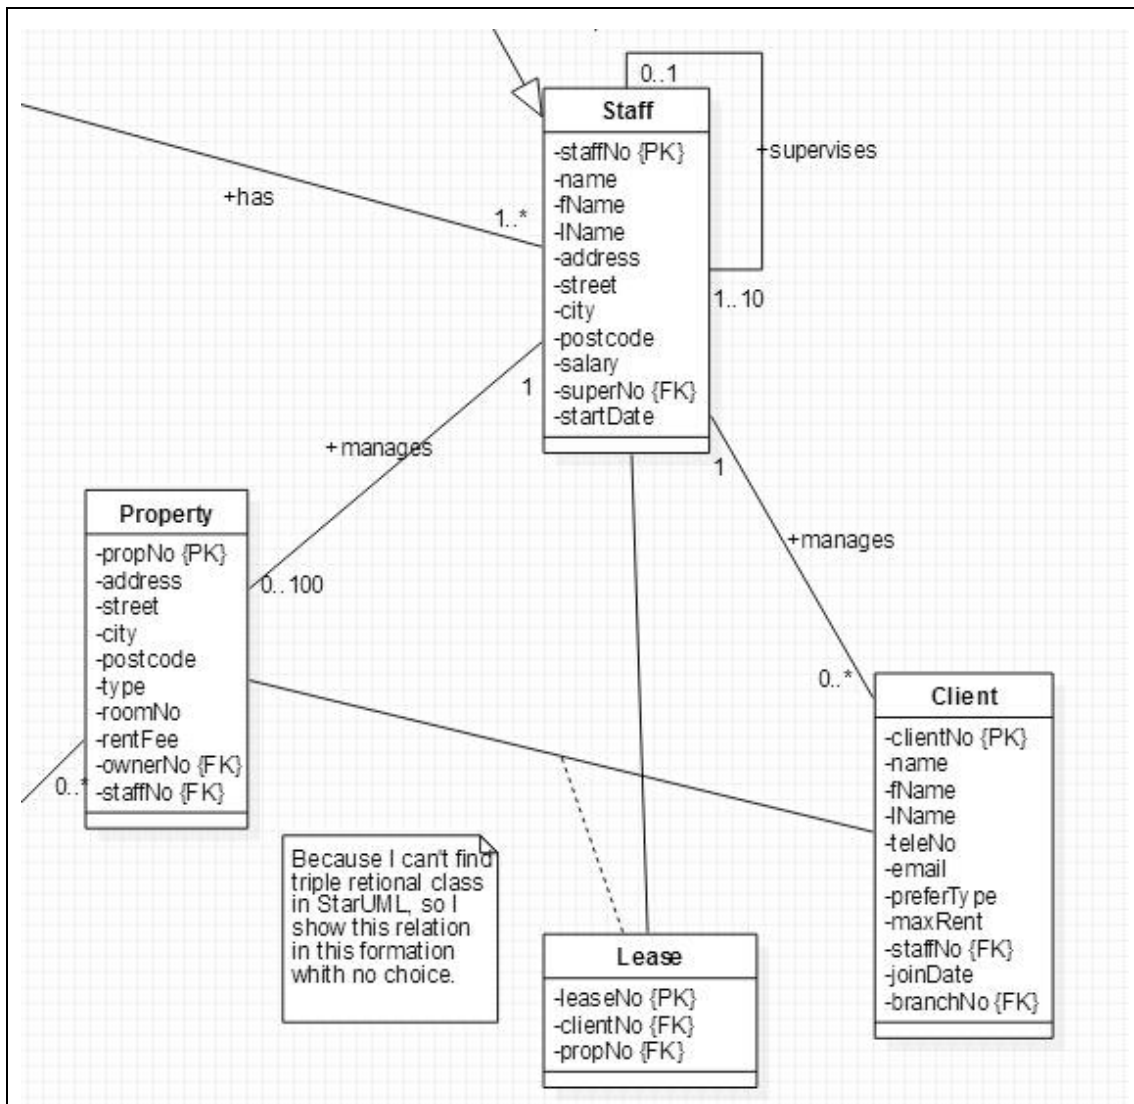 0..1
Staff
-staffNo {PK}
-name
-fName
-lName
-address
-street
-city
-postcode
-salary
-superNo {FK}
-startDate
+supervises
1..10
+has
1..*
1
+manages
0..100
1
+manages
0..*
Property
-propNo {PK}
-address
-street
-city
-postcode
-type
-roomNo
-rentFee
-ownerNo {FK}
-staffNo {FK}
0..*
Client
-clientNo {PK}
-name
-fName
-lName
-teleNo
-email
-preferType
-maxRent
-staffNo {FK}
-joinDate
-branchNo {FK}
Because I can't find
triple retional class
in StarUML, so I
show this relation
in this formation
whith no choice.
Lease
-leaseNo {PK}
-clientNo {FK}
-propNo {FK}